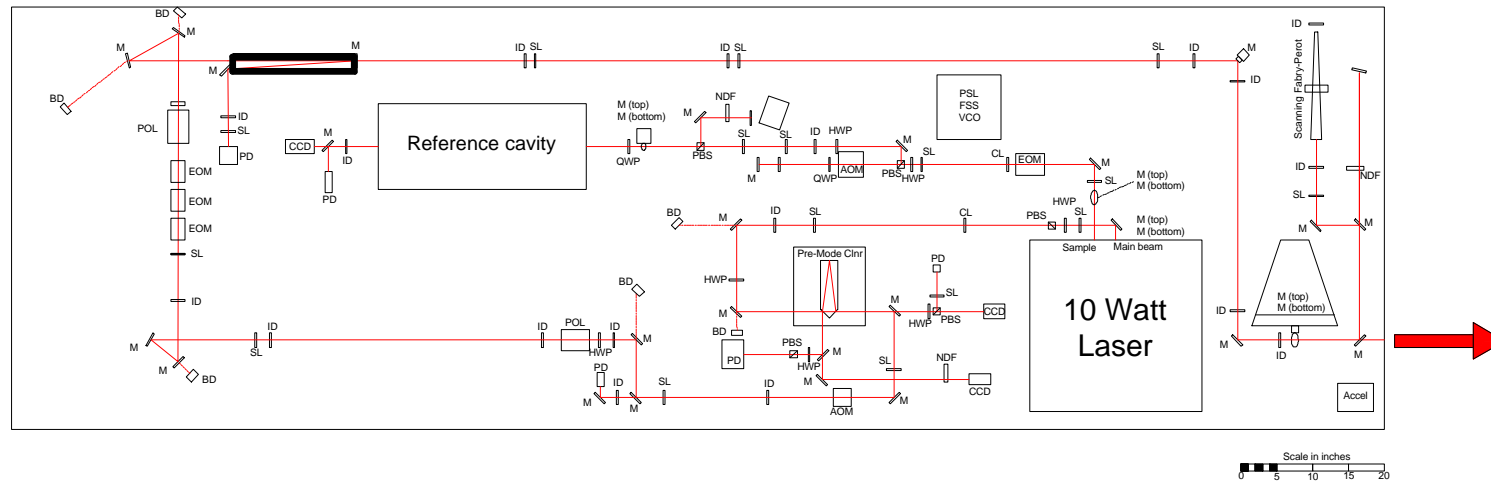 BD
M
M
M
M
ID SL
ID SL
SL
ID
M
ID
ID
Scanning Fabry-Perot
BD
POL
ID
SL
PD
EOM
EOM
EOM
SL
ID
M
M
BD
CCD
M
ID
PD
Reference cavity
M (top)
M (bottom)
QWP
M
NDF
PBS
SL
SL
ID
HWP
M
M
QWP
AOM
PBS
HWP
SL
PSL
FSS
VCO
CL
EOM
M
SL
M (top)
M (bottom)
HWP
PBS
SL
M (top)
M (bottom)
Sample
Main beam
BD
M
ID
SL
CL
HWP
Pre-Mode Clnr
PD
SL
M
HWP
PBS
CCD
BD
M
BD
PD
PBS
HWP
M
M
SL
NDF
CCD
SL
ID
ID
POL
HWP
ID
M
PD
M
ID
M
SL
ID
AOM
M
10 Watt
Laser
ID
SL
M
M
NDF
M (top)
M (bottom)
ID
M
ID
M
Accel
Scale in inches
0 5 10 15 20